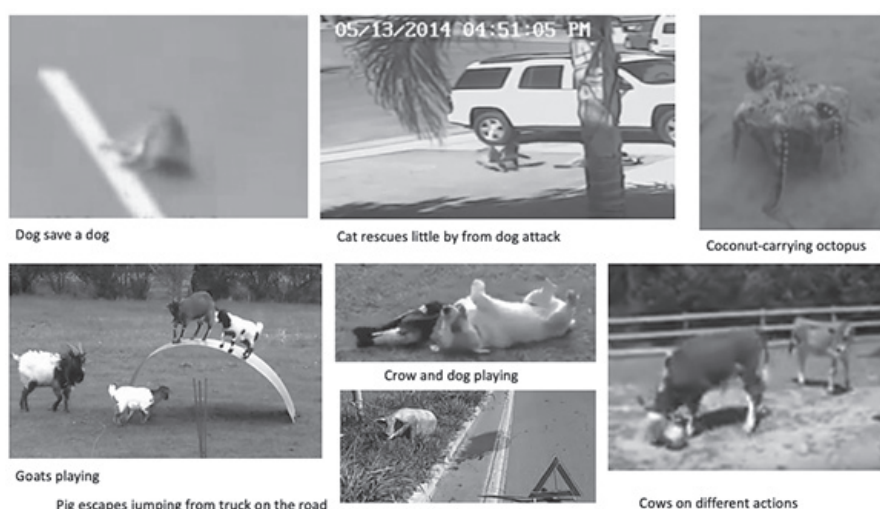 05/13/2014 04:51:05 PM
Dog save a dog
Cat rescues little by from dog attack
Coconut-carrying octopus
Crow and dog playing
Goats playing
Pig escapes jumping from truck on the road
Cows on different actions